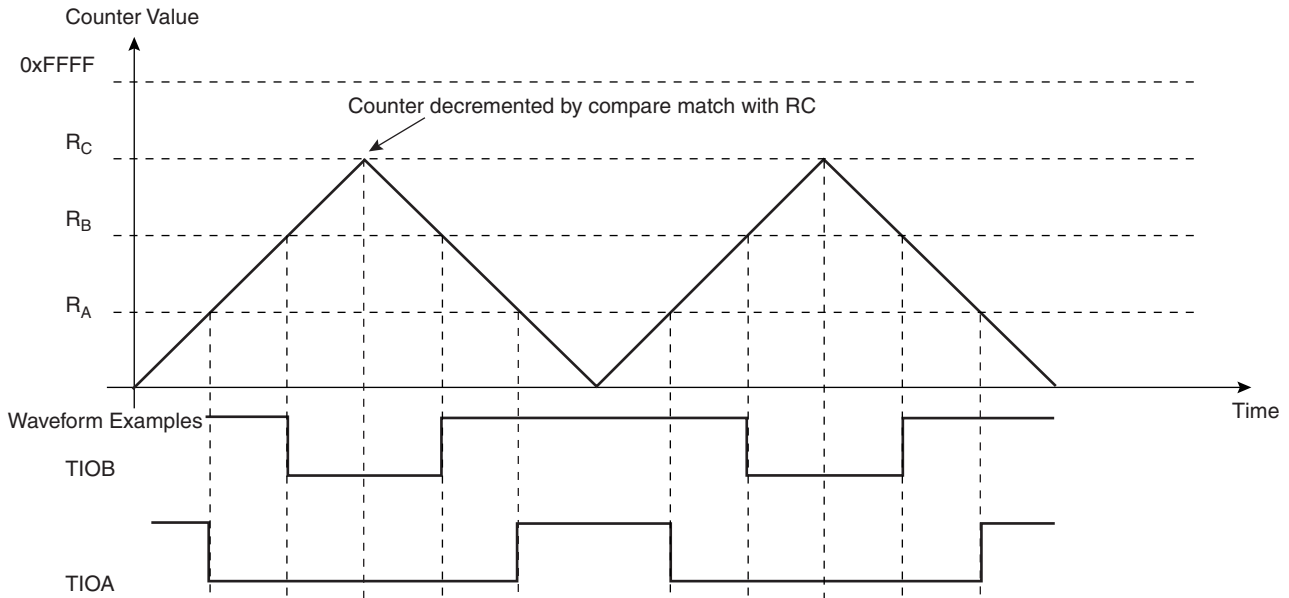 Counter Value
0xFFFF
Counter decremented by compare match with RC
RC
RB
RA
Time
Waveform Examples
TIOB
TIOA